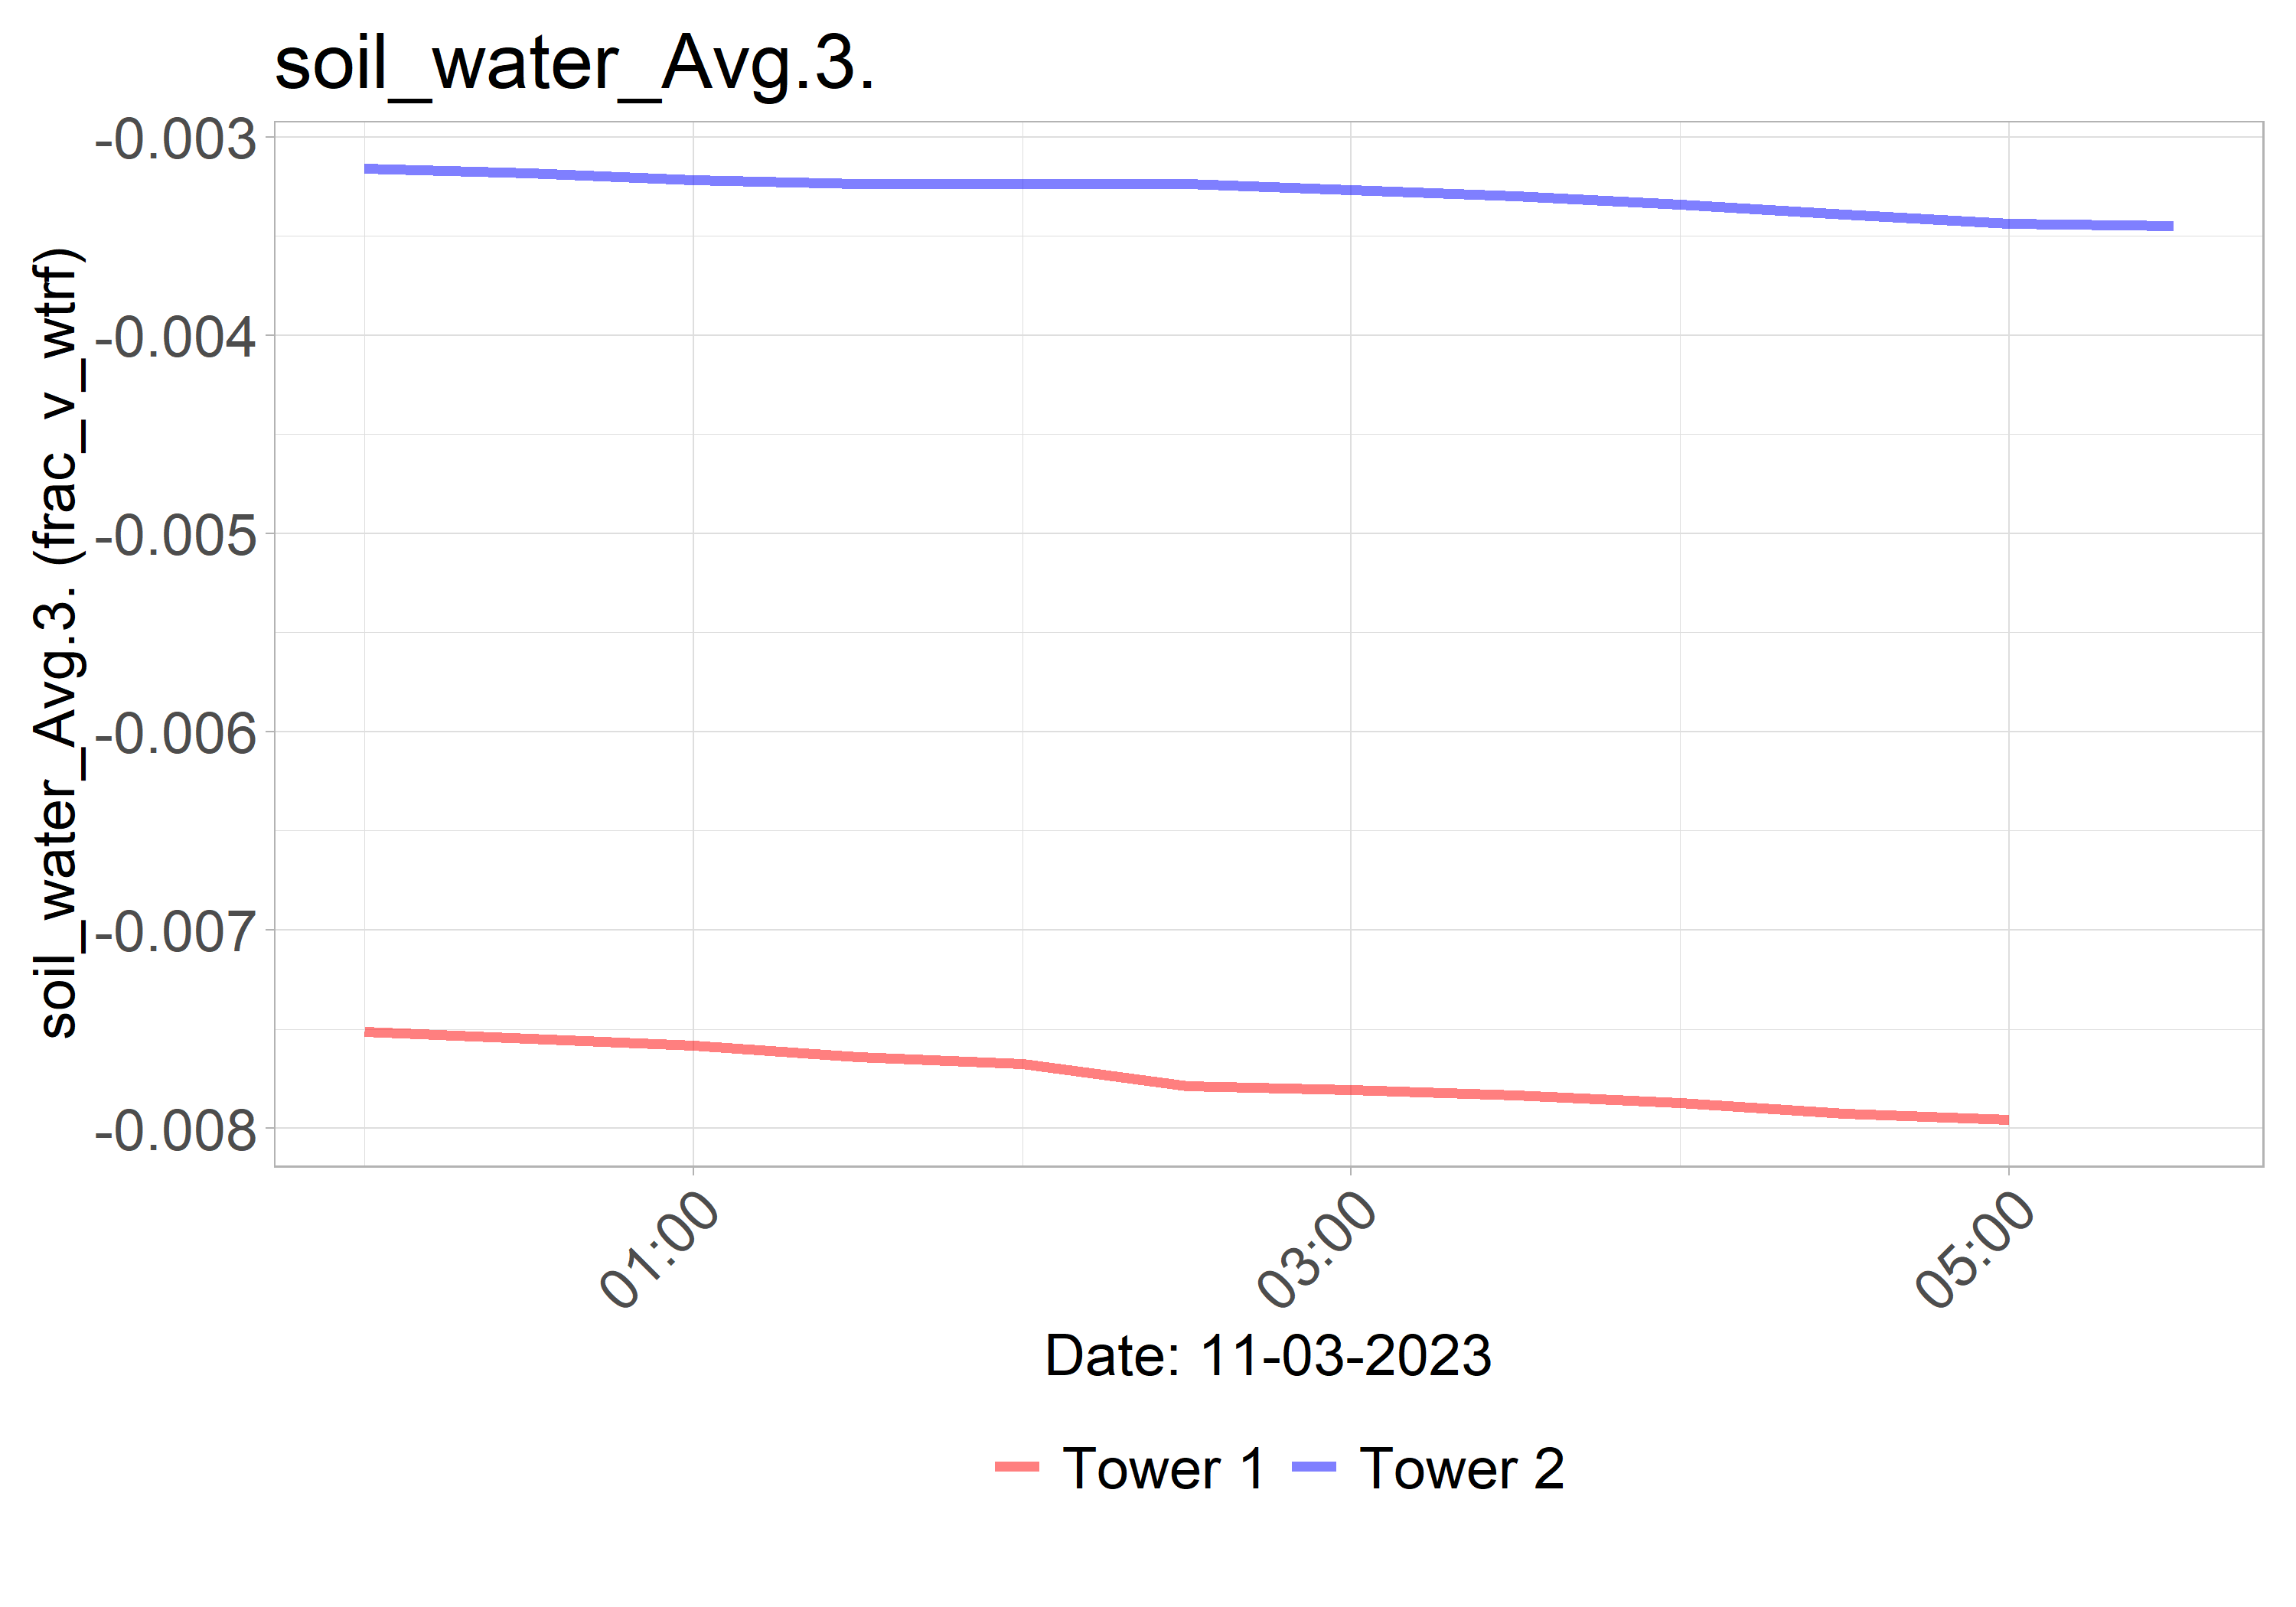 soil_water_Avg.3.
soil_water_Avg.3. (frac_v_wtrf)
-0.003
-0.004
-0.005
-0.006
-0.007
-0.008
01:00
03:00
05:00
Date: 11-03-2023
Tower 1
Tower 2